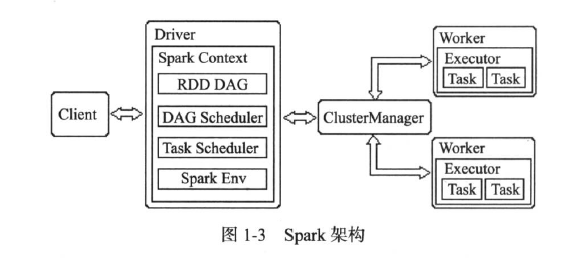 Driver
Spark Context
RDD DAG
DAG Scheduler
Task Scheduler
Spark Env
Client
ClusterManager
Worker
Executor
Task Task
Worker
Executor
Task Task
图 1-3 Spark 架构